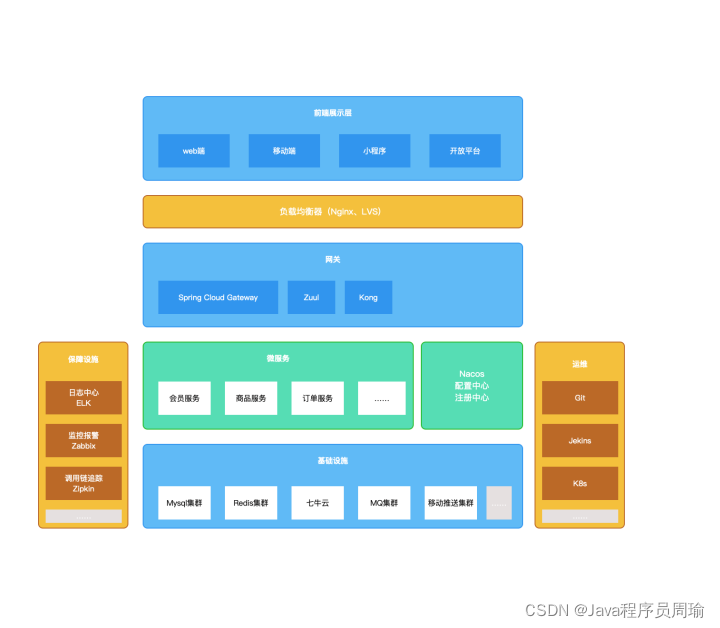 前端展示层
web端
移动端
小程序
开放平台
负载均衡器（Nginx、LVS）
网关
Spring Cloud Gateway
Zuul
Kong
保障设施
日志中心
ELK
监控报警
Zabbix
调用链追踪
Zipkin
......
微服务
会员服务
商品服务
订单服务
......
Nacos
配置中心
注册中心
运维
Git
Jekins
K8s
......
基础设施
Mysql集群
Redis集群
七牛云
MQ集群
移动推送集群
......
CSDN @Java程序员周瑜